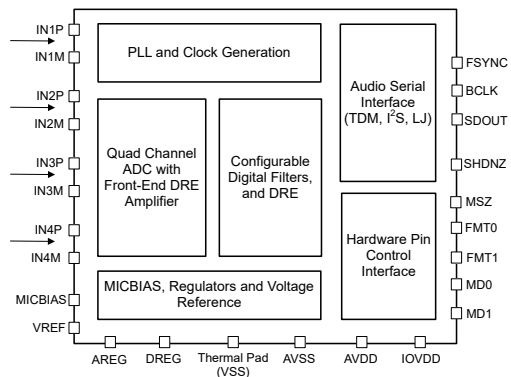 IN1P
IN1M
IN2P
IN2M
IN3P
IN3M
IN4P
IN4M
MICBIAS
VREF
PLL and Clock Generation
Quad Channel
ADC with
Front-End DRE
Amplifier
Configurable
Digital Filters,
and DRE
MICBIAS, Regulators and Voltage
Reference
Audio Serial
Interface
(TDM, I²S, LJ)
Hardware Pin
Control
Interface
FSYNC
BCLK
SDOUT
SHDNZ
MSZ
FMT0
FMT1
MD0
MD1
AREG
DREG
Thermal Pad
(VSS)
AVSS
AVDD
IOVDD